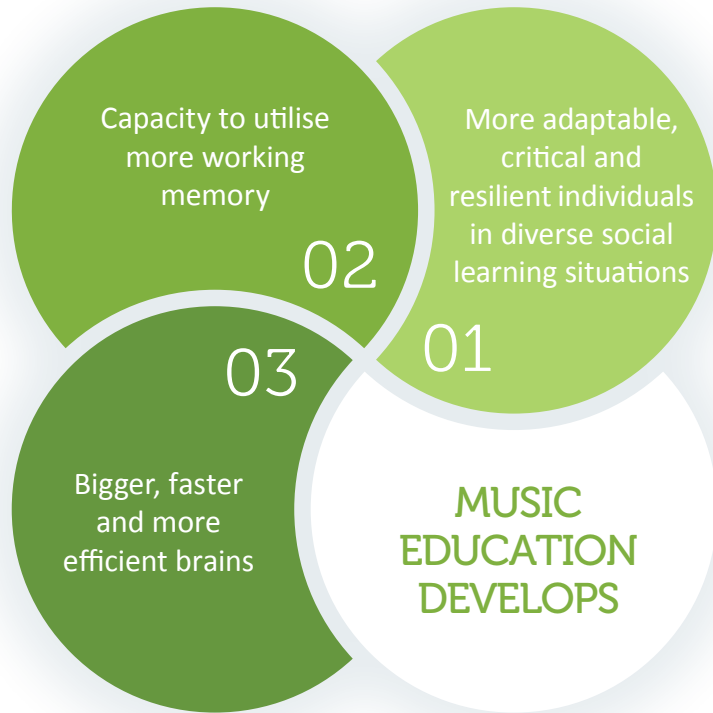 Capacity to utilise
more working
memory
02
More adaptable,
critical and
resilient individuals
in diverse social
learning situations
01
03
Bigger, faster
and more
efficient brains
MUSIC
EDUCATION
DEVELOPS